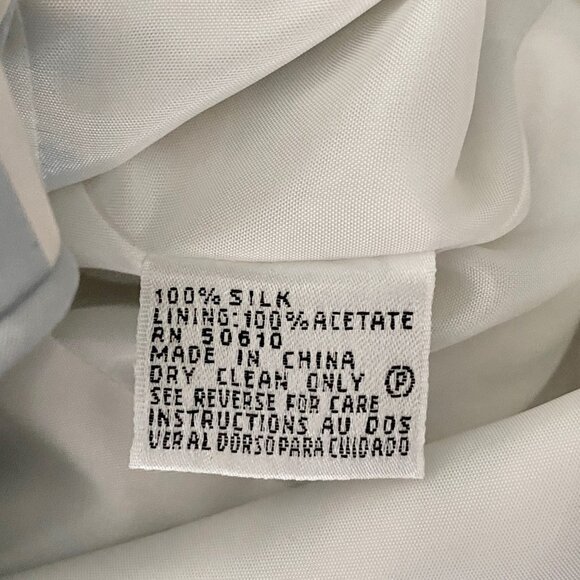 100% SILK
LINING:100% ACETATE
RN 50610
MADE IN CHINA
DRY CLEAN ONLY Ⓟ
SEE REVERSE FOR CARE
INSTRUCTIONS AU DOS
VER AL DORSO PARA CUIDADO